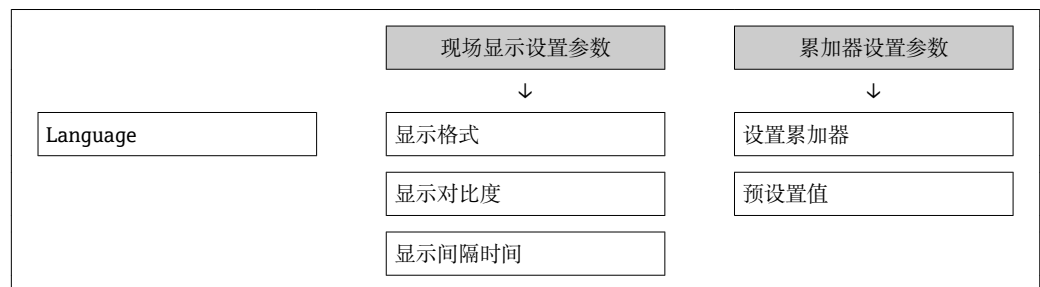 现场显示设置参数
累加器设置参数
↓
↓
Language
显示格式
设置累加器
显示对比度
预设置值
显示间隔时间